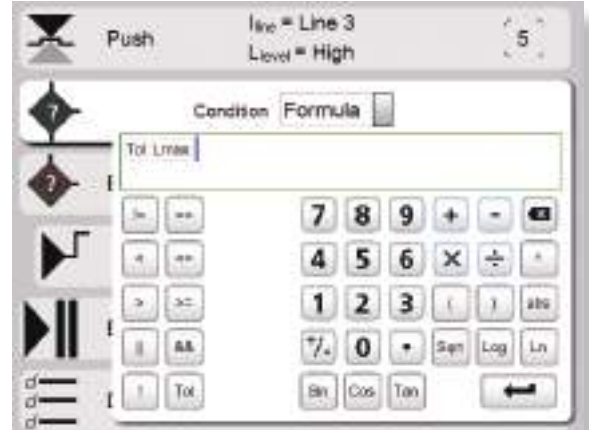 Push
Iline = Line 3
Llevel = High
5
? Condition Formula
Tol Lmax
?
!= == 7 8 9 + -
< 4 5 6 × ÷ ^
> >= 1 2 3 ( ) abs
|| && +/- 0 • Sqrt Log Ln
! Tol Sin Cos Tan